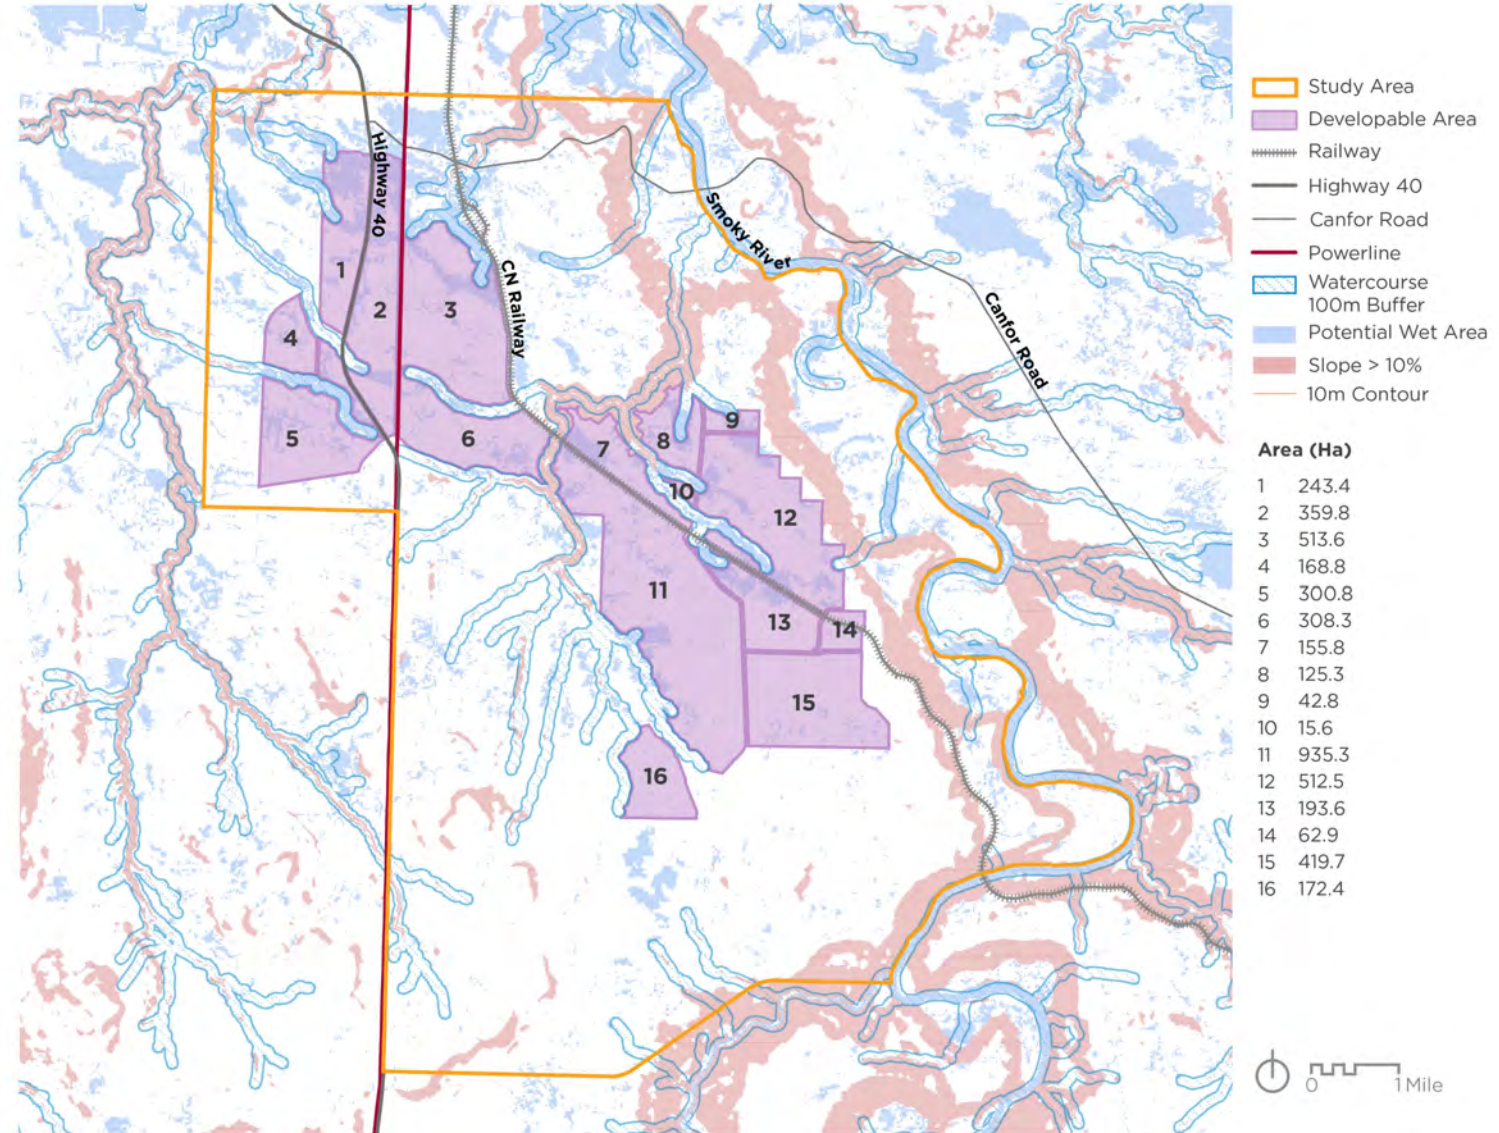 Highway 40
Smoky River
CN Railway
Canfor Road
1
2
3
4
5
6
7
8
9
10
11
12
13
14
15
16
Study Area
Developable Area
Railway
Highway 40
Canfor Road
Powerline
Watercourse
100m Buffer
Potential Wet Area
Slope > 10%
10m Contour
Area (Ha)
1 243.4
2 359.8
3 513.6
4 168.8
5 300.8
6 308.3
7 155.8
8 125.3
9 42.8
10 15.6
11 935.3
12 512.5
13 193.6
14 62.9
15 419.7
16 172.4
0 1 Mile